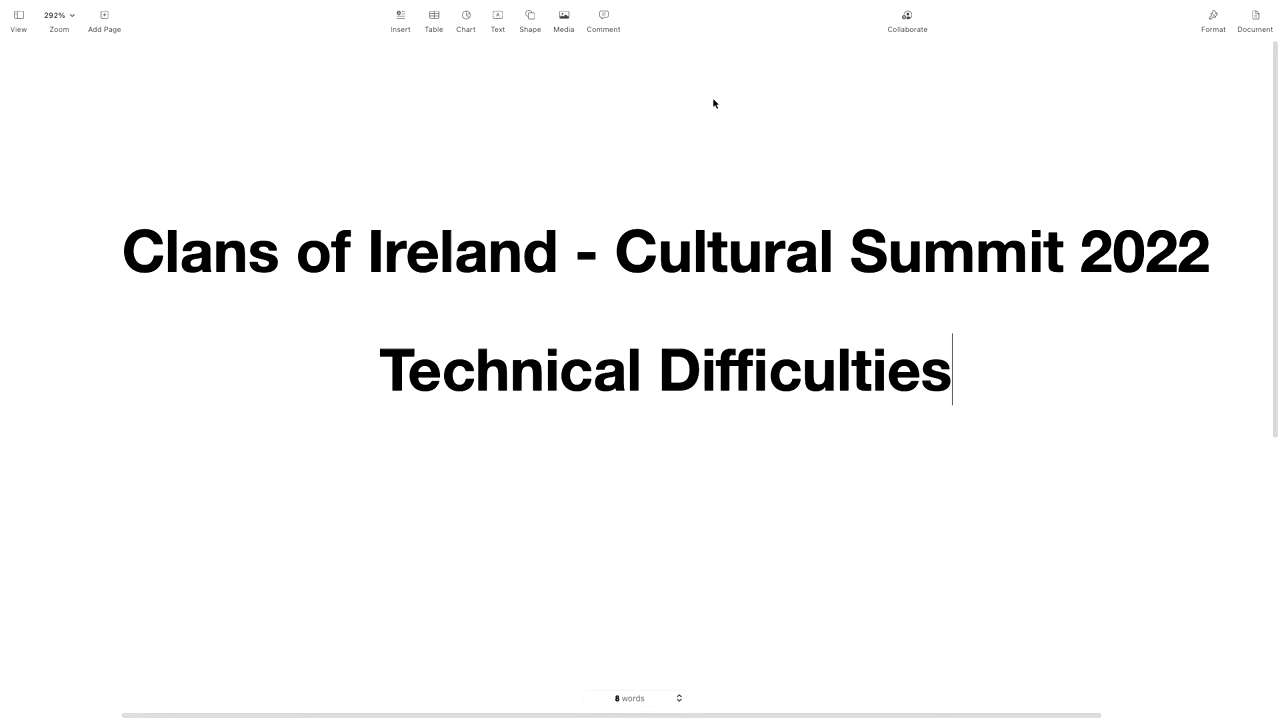 292%
View Zoom Add Page Insert Table Chart Text Shape Media Comment Collaborate Format Document
Clans of Ireland - Cultural Summit 2022
Technical Difficulties
8 words